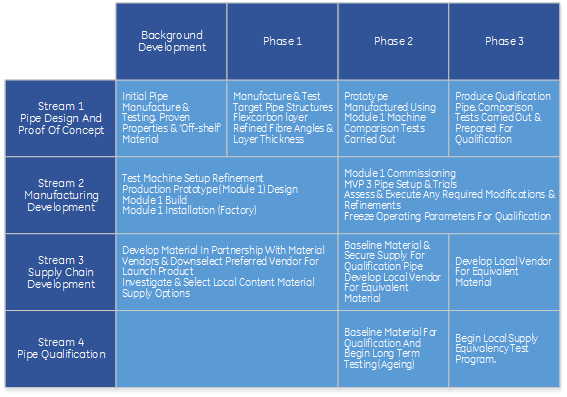 Background
Development
Phase 1
Phase 2
Phase 3
Stream 1
Pipe Design And
Proof Of Concept
Initial Pipe
Manufacture &
Testing. Proven
Properties & 'Off-shelf'
Material
Manufacture & Test
Target Pipe Structures
Flexicarbon layer
Refined Fibre Angles &
Layer Thickness
Prototype
Manufactured Using
Module 1 Machine
Comparison Tests
Carried Out
Produce Qualification
Pipe. Comparison
Tests Carried Out &
Prepared For
Qualification
Stream 2
Manufacturing
Development
Test Machine Setup Refinement
Production Prototype (Module 1) Design
Module 1 Build
Module 1 Installation (Factory)
Module 1 Commissioning
MVP 3 Pipe Setup & Trials
Assess & Execute Any Required Modifications &
Refinements
Freeze Operating Parameters For Qualification
Stream 3
Supply Chain
Development
Develop Material In Partnership With Material
Vendors & Downselect Preferred Vendor For
Launch Product
Investigate & Select Local Content Material
Supply Options
Baseline Material &
Secure Supply For
Qualification Pipe
Develop Local Vendor
For Equivalent
Material
Develop Local Vendor
For Equivalent
Material
Stream 4
Pipe Qualification
Baseline Material For
Qualification And
Begin Long Term
Testing (Ageing)
Begin Local Supply
Equivalency Test
Program.